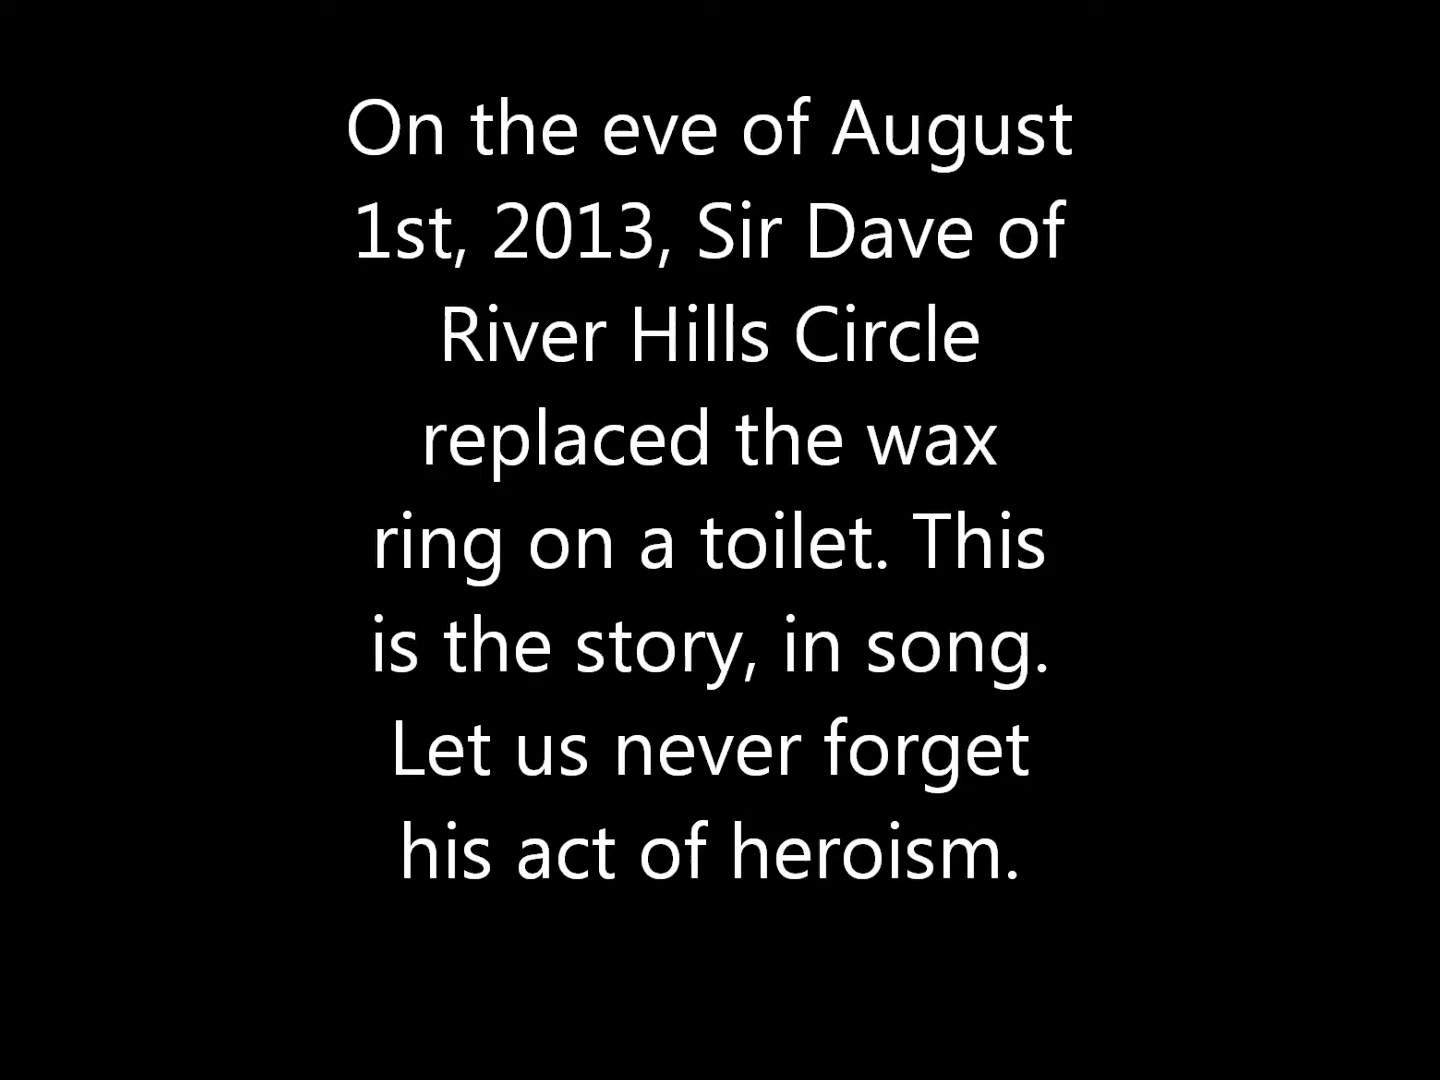 On the eve of August
1st, 2013, Sir Dave of
River Hills Circle
replaced the wax
ring on a toilet. This
is the story, in song.
Let us never forget
his act of heroism.